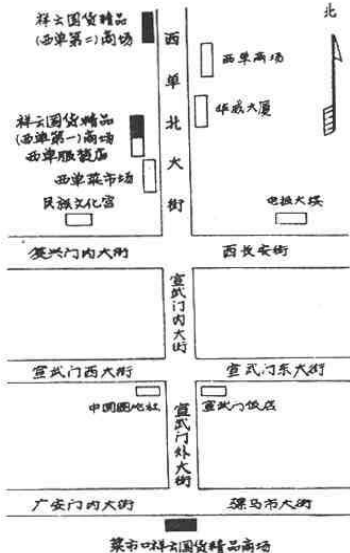 祥云国货精品
(西单第二)商场
北
西单北大街
西单商场
华威大厦
祥云国货精品
(西单第一)商场
西单服装店
西单菜市场
民族文化宫
电报大楼
复兴门内大街
西长安街
宣武门内大街
宣武门西大街
宣武门东大街
宣武门饭店
宣武门外大街
广安门内大街
骡马市大街
菜市口祥云国货精品商场